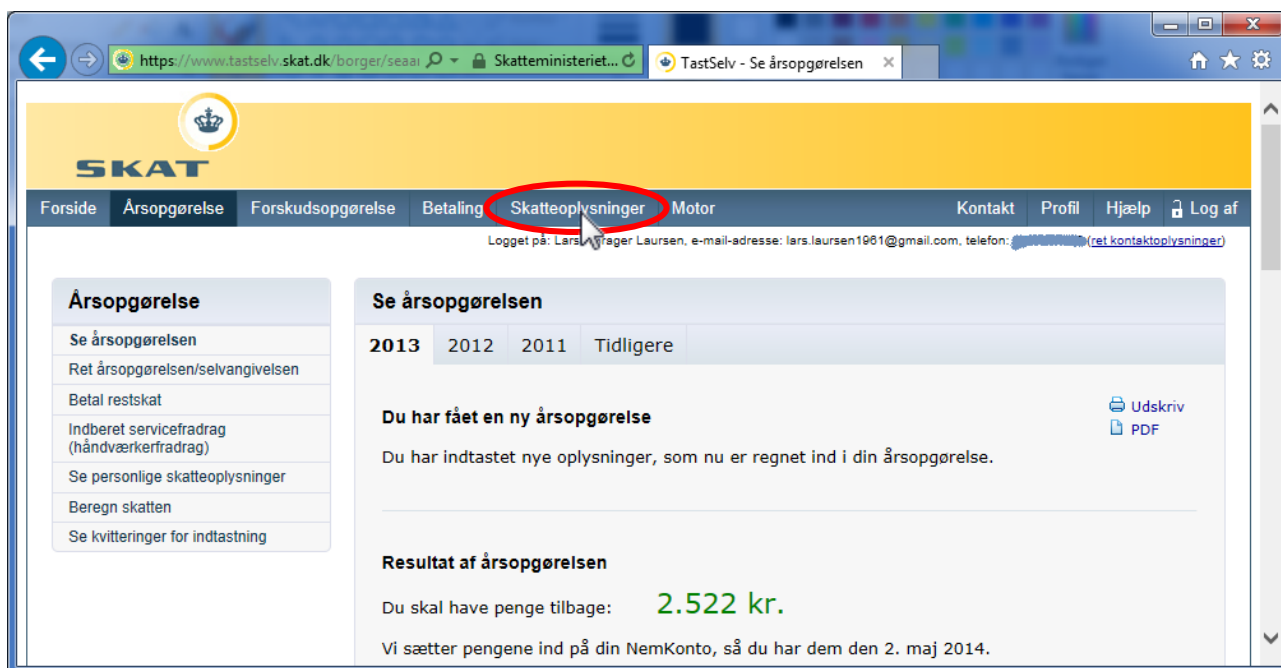 https://www.tastselv.skat.dk/borger/seaar Skatteministeriet... TastSelv - Se årsopgørelsen
SKAT
Forside Årsopgørelse Forskudsopgørelse Betaling Skatteoplysninger Motor Kontakt Profil Hjælp Log af
Logget på: Lars Laursen, e-mail-adresse: lars.laursen1961@gmail.com, telefon: (ret kontaktoplysninger)
Årsopgørelse
Se årsopgørelsen
Ret årsopgørelsen/selvangivelsen
Betal restskat
Indberet servicefradrag
(håndværkerfradrag)
Se personlige skatteoplysninger
Beregn skatten
Se kvitteringer for indtastning
Se årsopgørelsen
2013 2012 2011 Tidligere
Du har fået en ny årsopgørelse
Udskriv
PDF
Du har indtastet nye oplysninger, som nu er regnet ind i din årsopgørelse.
Resultat af årsopgørelsen
Du skal have penge tilbage: 2.522 kr.
Vi sætter pengene ind på din NemKonto, så du har dem den 2. maj 2014.